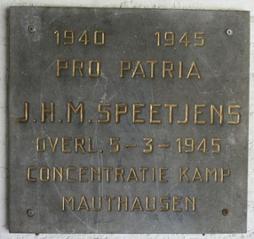 1940 1945
PRO PATRIA
J.H.M. SPEETJENS
OVERL. 5-3-1945
CONCENTRATIE KAMP
MAUTHAUSEN